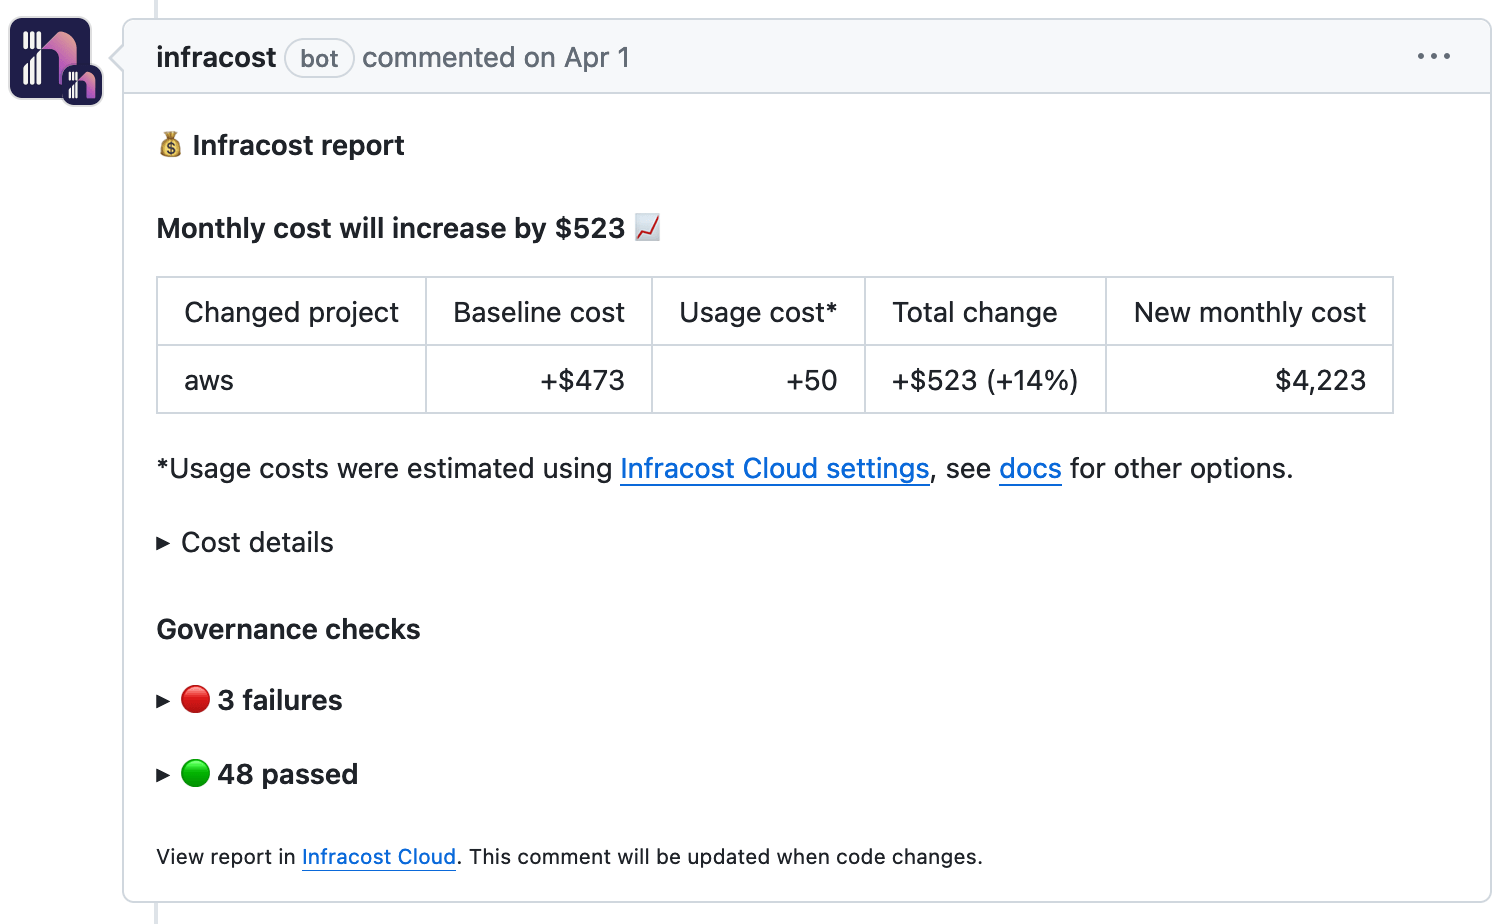 infracost bot commented on Apr 1
💰 Infracost report
Monthly cost will increase by $523 📈
Changed project Baseline cost Usage cost* Total change New monthly cost
aws +$473 +50 +$523 (+14%) $4,223
*Usage costs were estimated using Infracost Cloud settings, see docs for other options.
▶ Cost details
Governance checks
▶ 🔴 3 failures
▶ 🟢 48 passed
View report in Infracost Cloud. This comment will be updated when code changes.